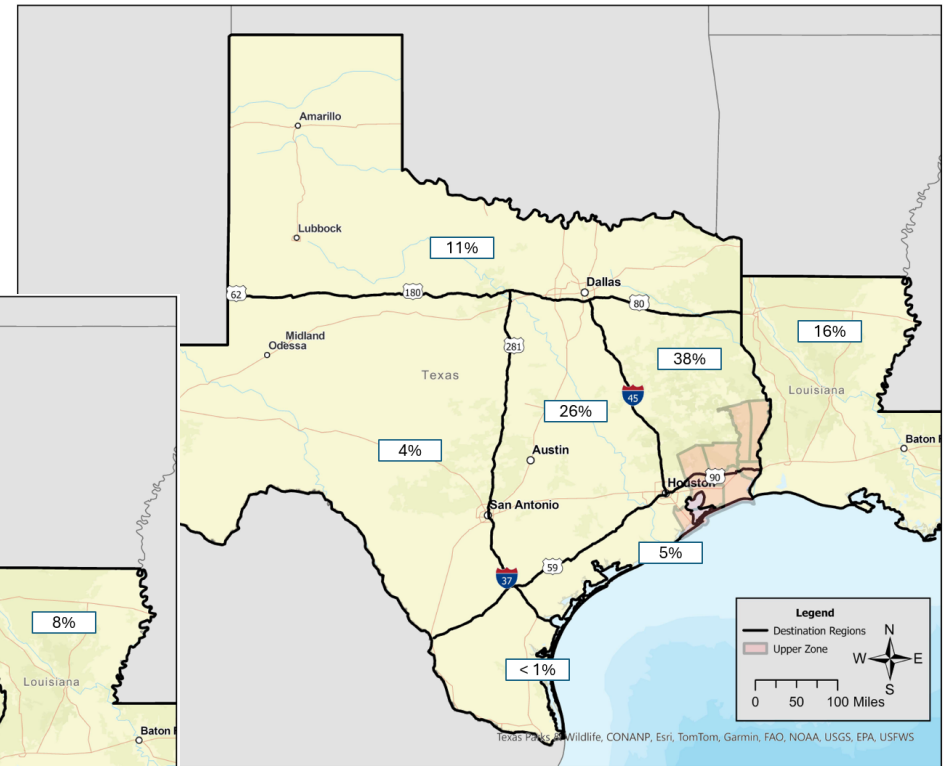 Amarillo
Lubbock
11%
62
180
Dallas
80
Midland
Odessa
281
Texas
38%
16%
Louisiana
45
26%
4%
Austin
Baton
Houston
90
San Antonio
5%
59
37
< 1%
Legend
Destination Regions
Upper Zone
N
W
E
S
0 50 100 Miles
Texas Parks & Wildlife, CONANP, Esri, TomTom, Garmin, FAO, NOAA, USGS, EPA, USFWS
8%
Louisiana
Baton